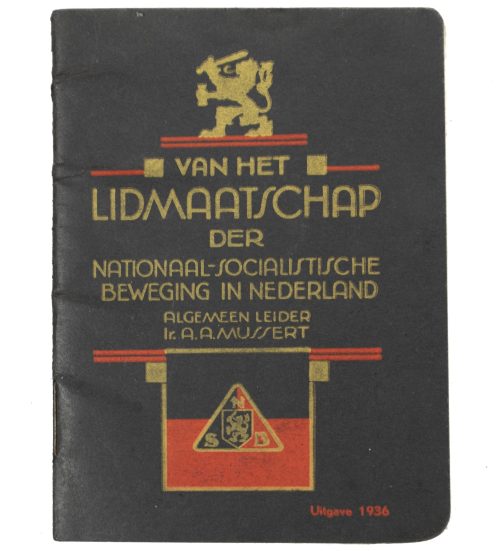 VAN HET
LIDMAATSCHAP
DER
NATIONAAL-SOCIALISTISCHE
BEWEGING IN NEDERLAND
ALGEMEEN LEIDER
Ir. A. A. MUSSERT
N
S B
Uitgave 1936